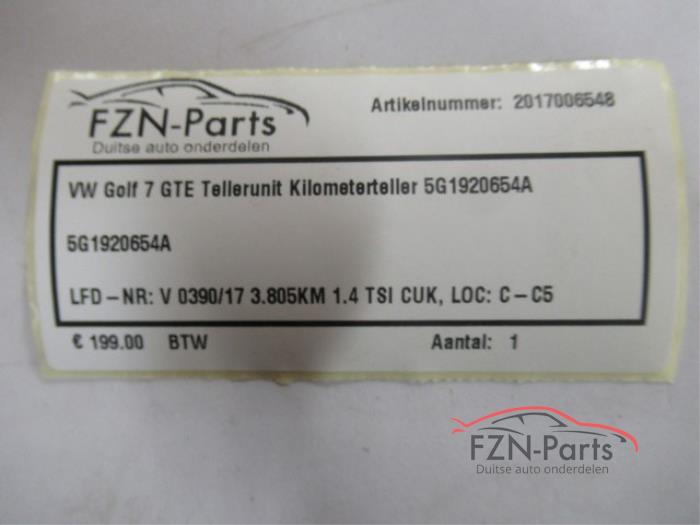 FZN-Parts
Duitse auto onderdelen
Artikelnummer: 2017006548
VW Golf 7 GTE Tellerunit Kilometerteller 5G1920654A
5G1920654A
LFD-NR: V 0390/17 3.805KM 1.4 TSI CUK, LOC: C-C5
€ 199.00 BTW Aantal: 1
FZN-Parts
Duitse auto onderdelen